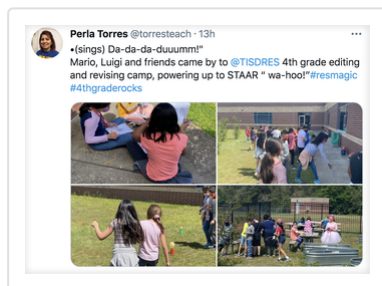 Perla Torres @torresteach · 13h
•(sings) Da-da-da-duuumm!"
Mario, Luigi and friends came by to @TISDRES 4th grade editing
and revising camp, powering up to STAAR " wa-hoo!"#resmagic
#4thgraderocks